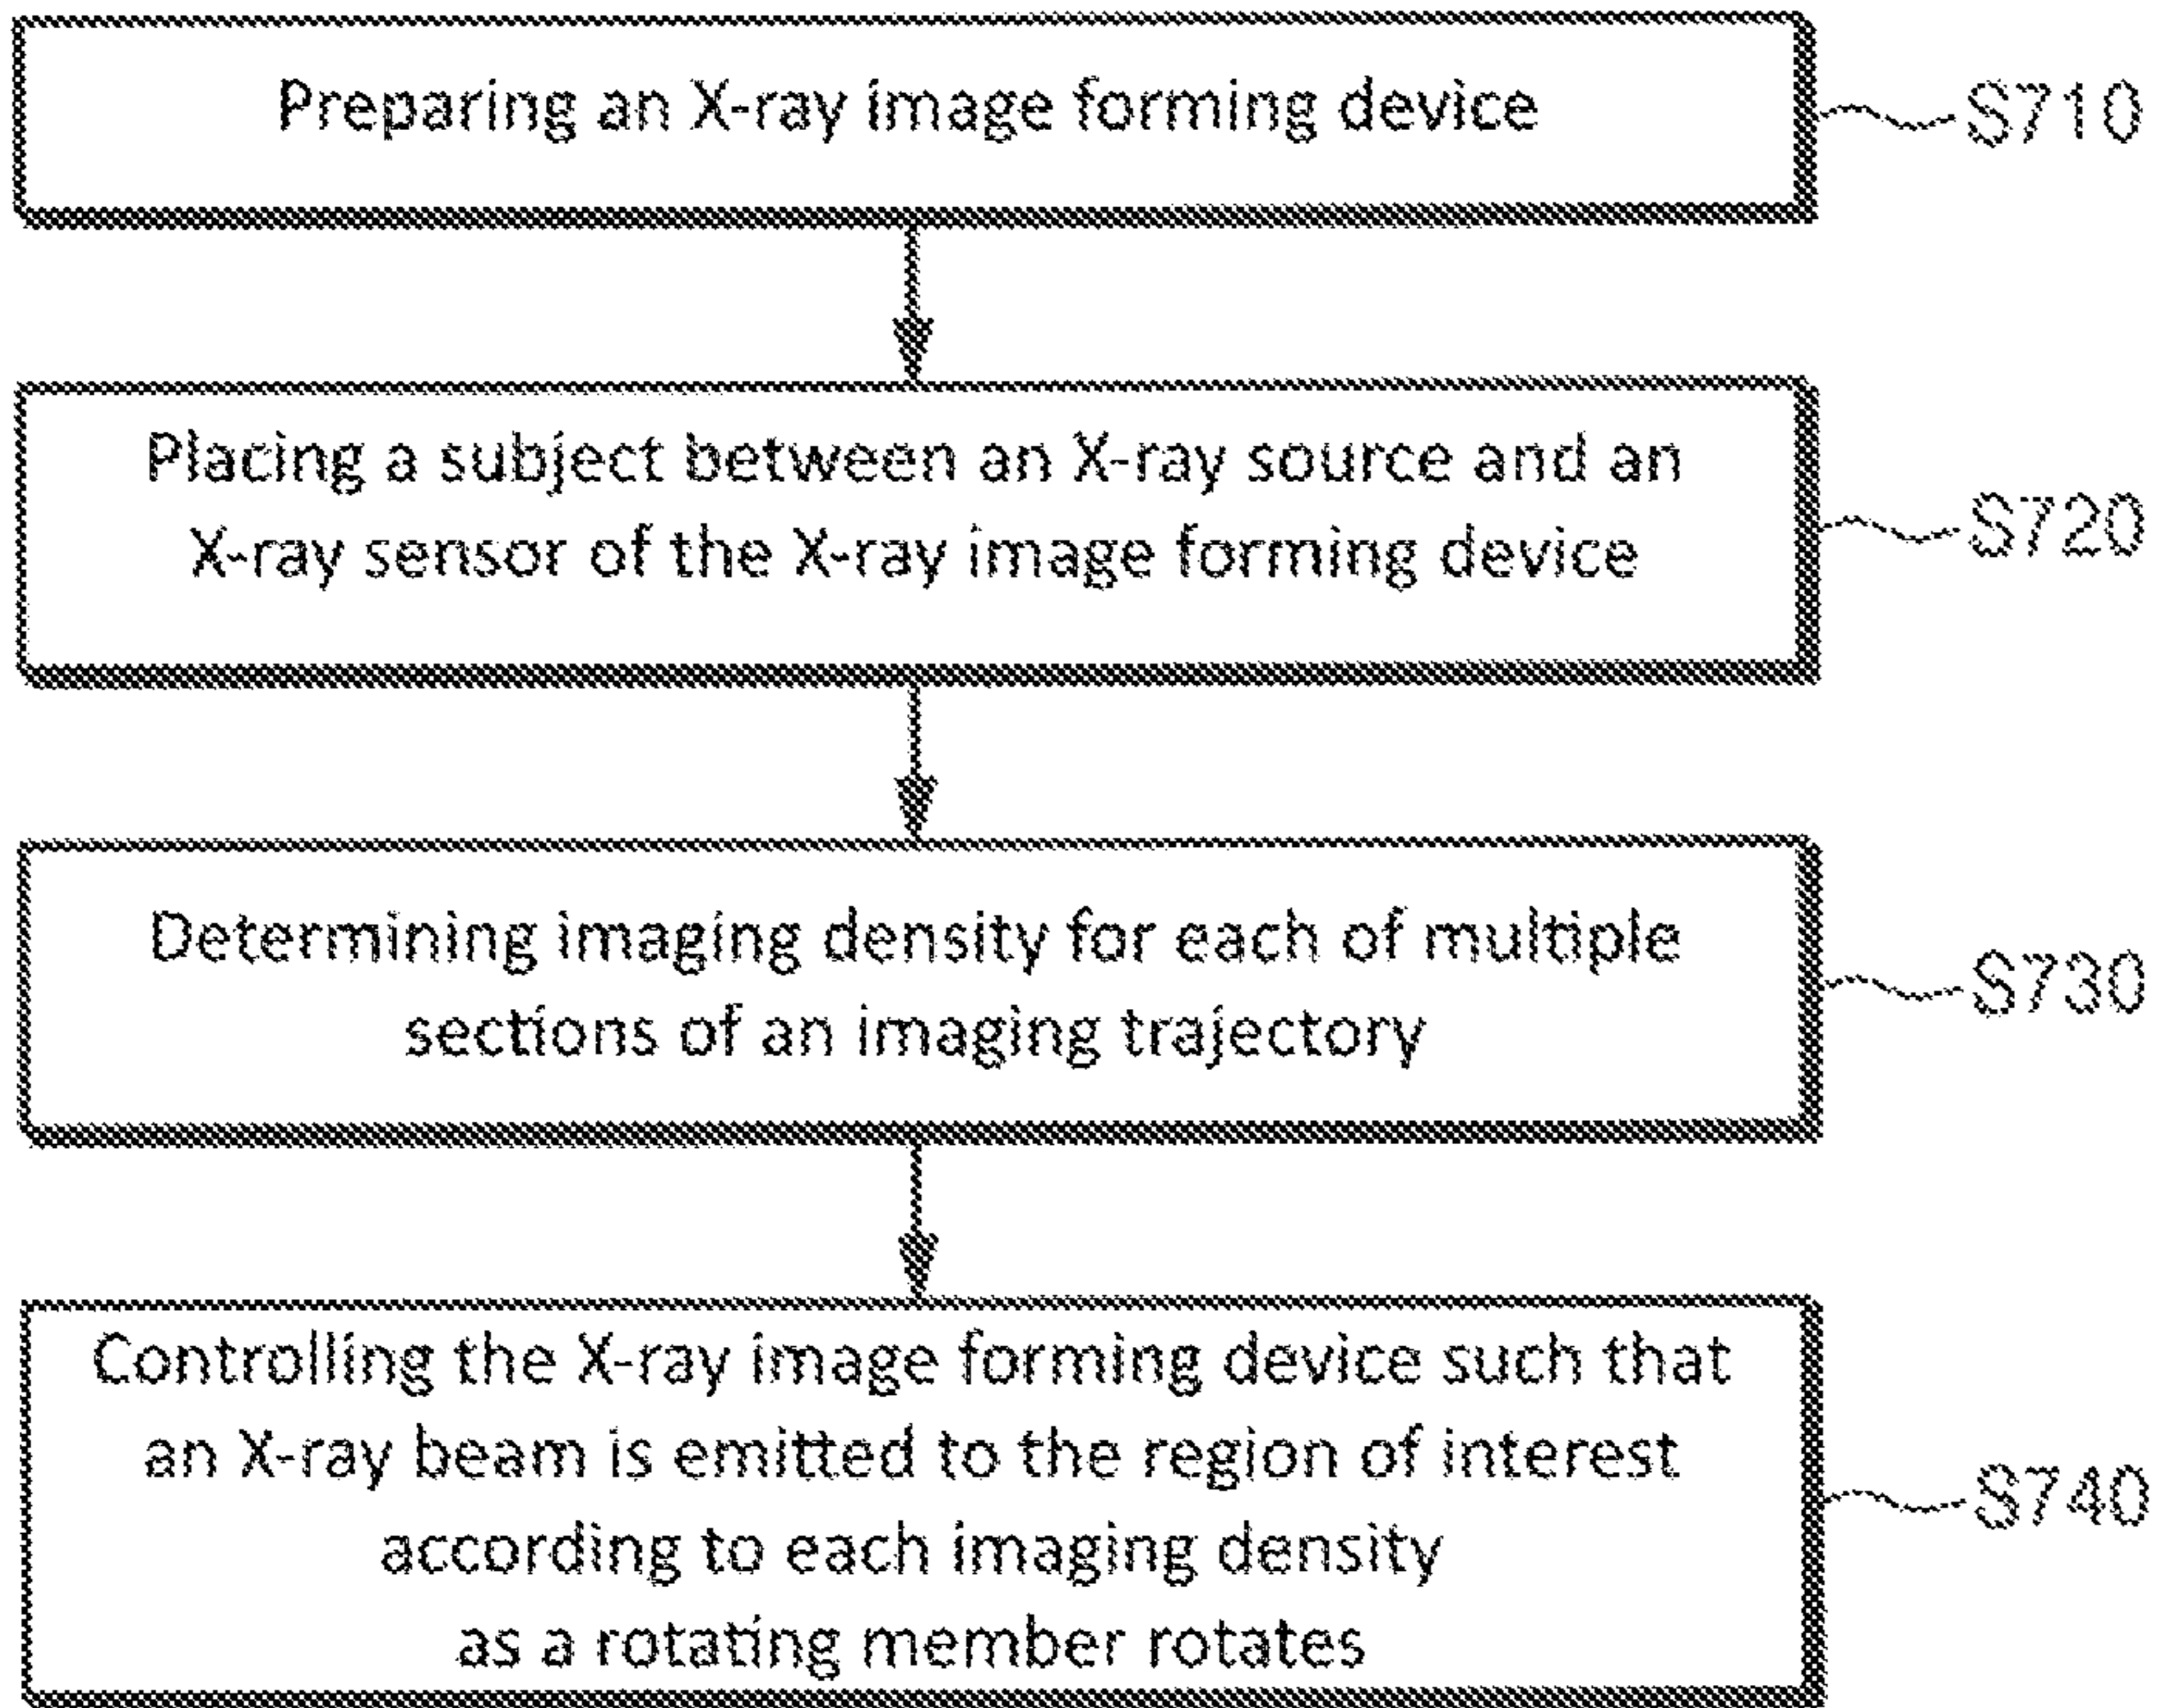 Preparing an X-ray image forming device
S710
Placing a subject between an X-ray source and an
X-ray sensor of the X-ray image forming device
S720
Determining imaging density for each of multiple
sections of an imaging trajectory
S730
Controlling the X-ray image forming device such that
an X-ray beam is emitted to the region of interest
according to each imaging density
as a rotating member rotates
S740